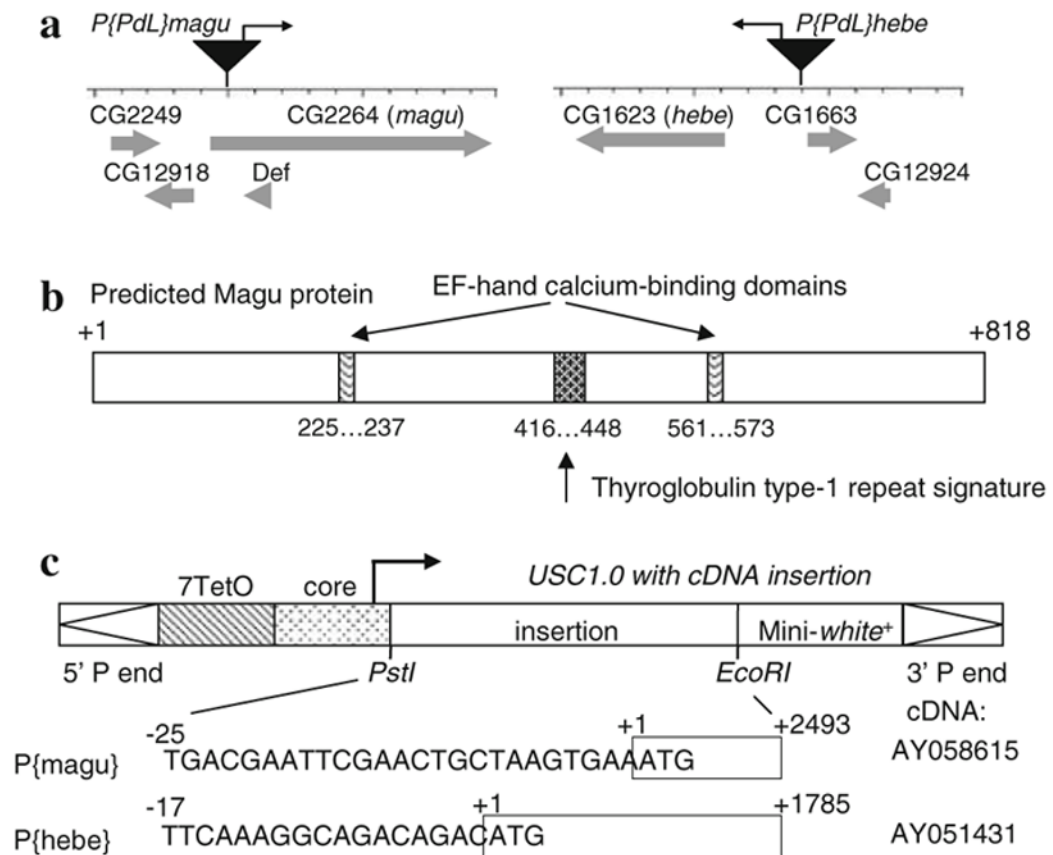 a
P{PdL}magu P{PdL}hebe
CG2249 CG2264 (magu) CG1623 (hebe) CG1663
CG12918 Def CG12924
b
Predicted Magu protein EF-hand calcium-binding domains
+1 +818
225...237 416...448 561...573
Thyroglobulin type-1 repeat signature
c
7TetO core USC1.0 with cDNA insertion
insertion Mini-white+
5' P end PstI EcoRI 3' P end
cDNA:
-25 +1 +2493
P{magu} TGACGAATTCGAACTGCTAAGTGAAATG AY058615
-17 +1 +1785
P{hebe} TTCAAAGGCAGACAGACATG AY051431